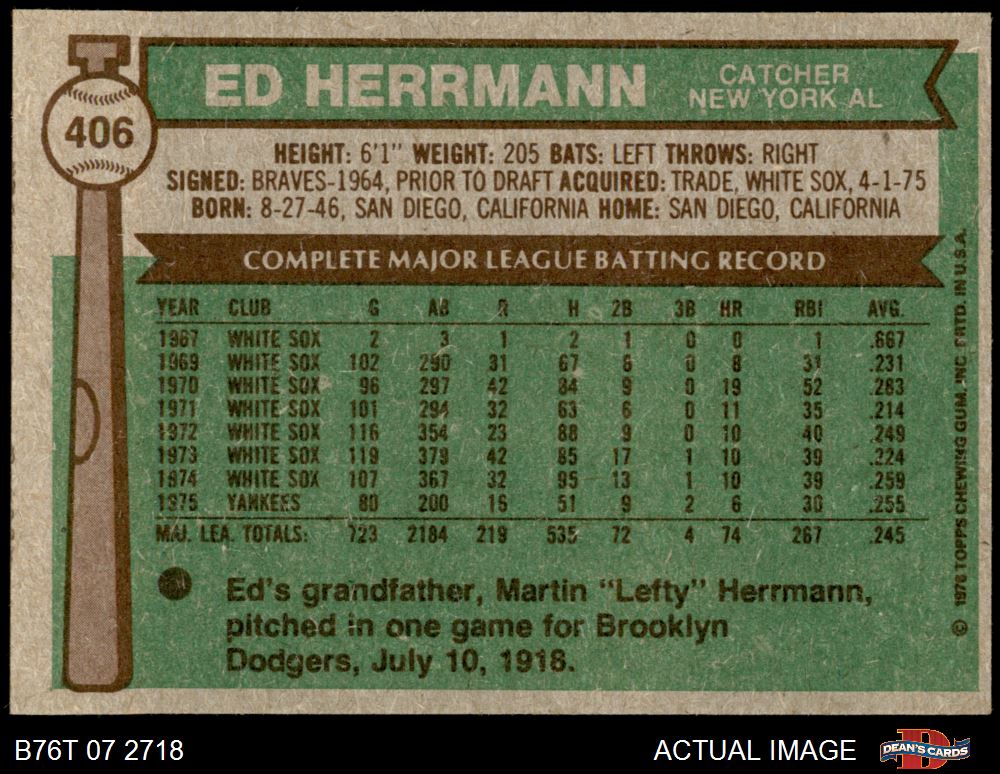 406
ED HERRMANN
CATCHER
NEW YORK AL
HEIGHT: 6'1" WEIGHT: 205 BATS: LEFT THROWS: RIGHT
SIGNED: BRAVES-1964, PRIOR TO DRAFT ACQUIRED: TRADE, WHITE SOX, 4-1-75
BORN: 8-27-46, SAN DIEGO, CALIFORNIA HOME: SAN DIEGO, CALIFORNIA
COMPLETE MAJOR LEAGUE BATTING RECORD
YEAR CLUB G AB R H 2B 3B HR RBI AVG.
1967 WHITE SOX 2 3 1 2 1 0 0 1 .667
1969 WHITE SOX 102 290 31 67 8 0 8 31 .231
1970 WHITE SOX 96 297 42 84 9 0 19 52 .283
1971 WHITE SOX 101 294 32 63 6 0 11 35 .214
1972 WHITE SOX 116 354 23 88 9 0 10 40 .249
1973 WHITE SOX 119 379 42 85 17 1 10 39 .224
1974 WHITE SOX 107 367 32 95 13 1 10 39 .259
1975 YANKEES 80 200 16 51 9 2 6 30 .255
MAJ. LEA. TOTALS: 723 2184 219 535 72 4 74 267 .245
Ed's grandfather, Martin "Lefty" Herrmann,
pitched in one game for Brooklyn
Dodgers, July 10, 1918.
© 1976 TOPPS CHEWING GUM, INC. PRTD. IN U.S.A.
B76T 07 2718
ACTUAL IMAGE
DEAN'S CARDS